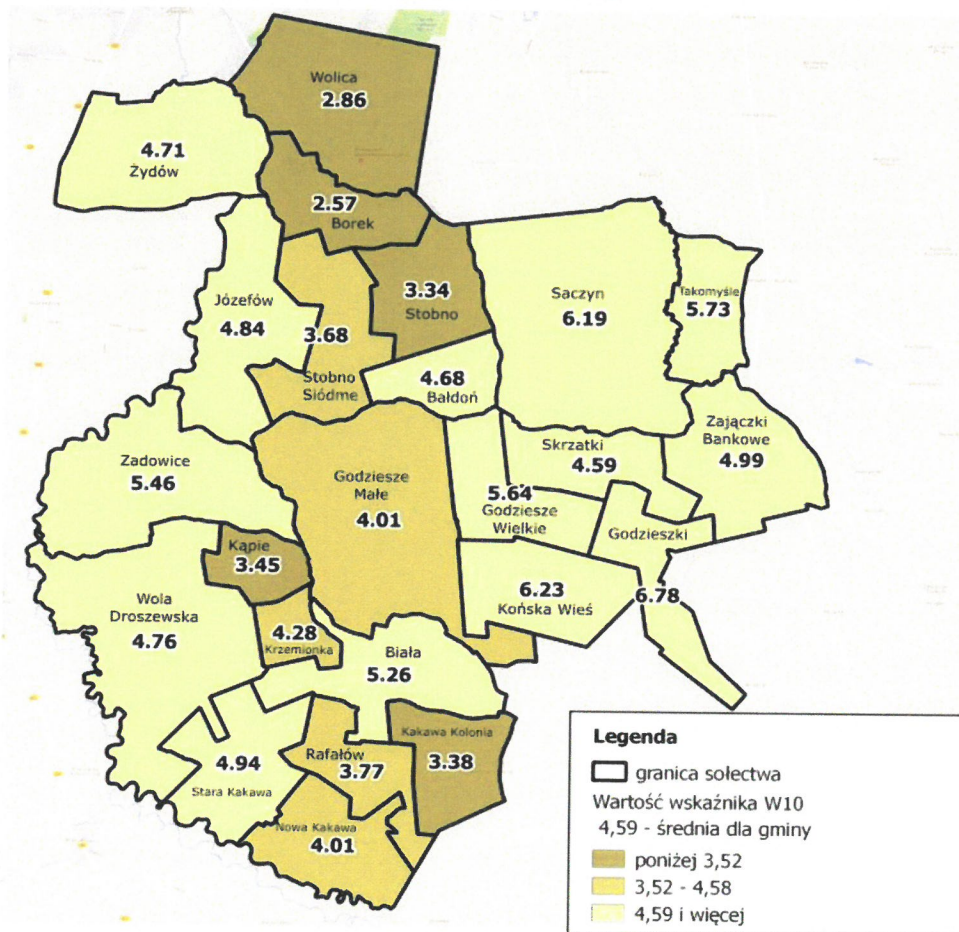 Wolica
2.86
4.71
Żydów
2.57
Borek
Józefów
4.84
3.34
Stobno
Saczyn
6.19
Takomyśle
5.73
3.68
Stobno
Siódme
4.68
Bałdoń
Zajączki
Bankowe
4.99
Skrzatki
4.59
Zadowice
5.46
Godziesze
Małe
4.01
5.64
Godziesze
Wielkie
Godzieszki
6.78
Kąpie
3.45
6.23
Końska Wieś
Wola
Droszewska
4.76
4.28
Krzemionka
Biała
5.26
4.94
Stara Kakawa
Rafałów
3.77
Kakawa Kolonia
3.38
Nowa Kakawa
4.01
Legenda
granica sołectwa
Wartość wskaźnika W10
4,59 - średnia dla gminy
poniżej 3,52
3,52 - 4,58
4,59 i więcej